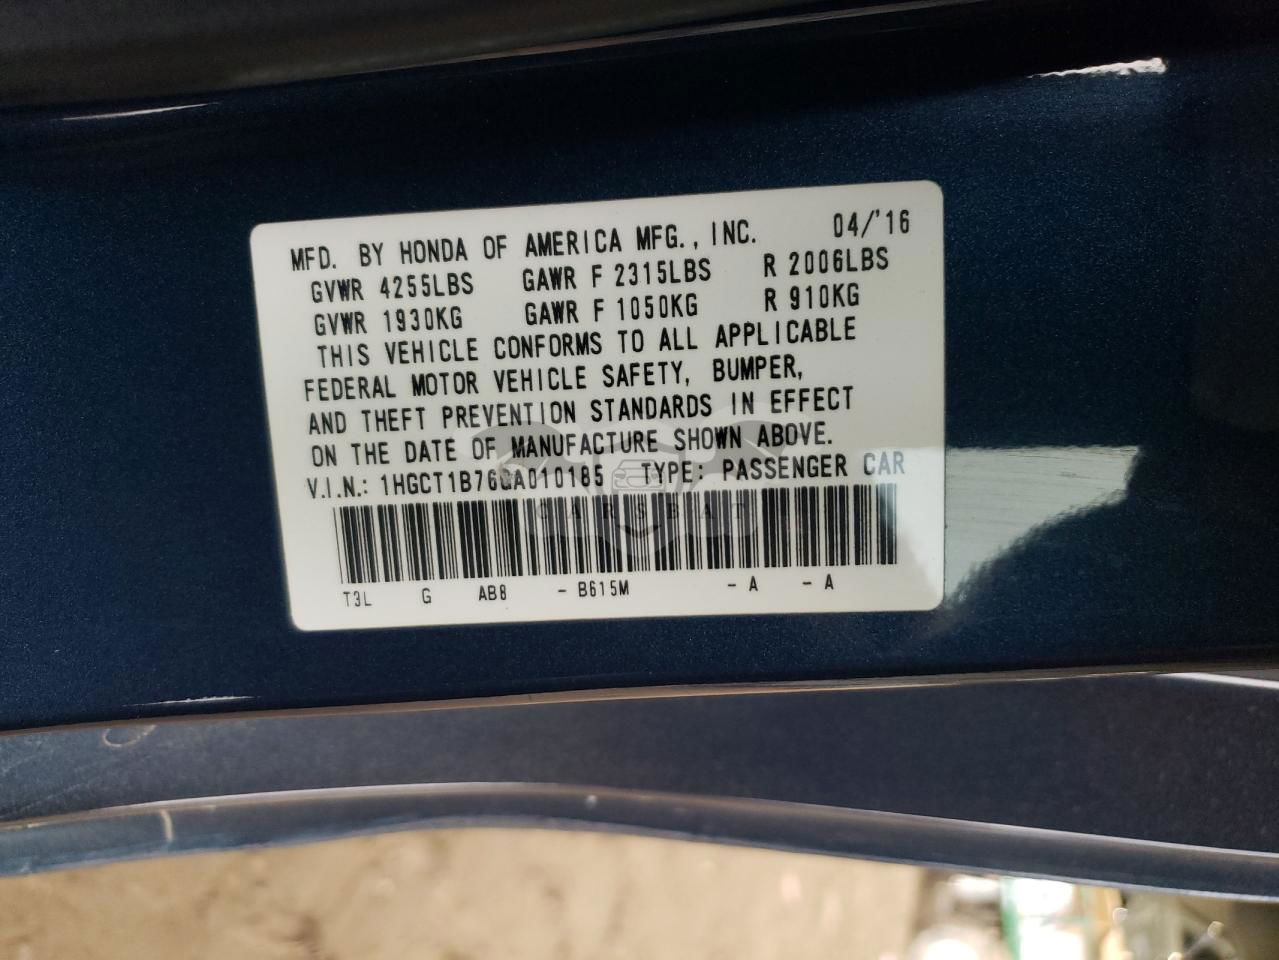 MFD. BY HONDA OF AMERICA MFG., INC. 04/'16
GVWR 4255LBS GAWR F 2315LBS R 2006LBS
GVWR 1930KG GAWR F 1050KG R 910KG
THIS VEHICLE CONFORMS TO ALL APPLICABLE
FEDERAL MOTOR VEHICLE SAFETY, BUMPER,
AND THEFT PREVENTION STANDARDS IN EFFECT
ON THE DATE OF MANUFACTURE SHOWN ABOVE.
V.I.N.: 1HGCT1B76GA010185 TYPE: PASSENGER CAR
CARSBAT
T3L G AB8 - B615M - A - A